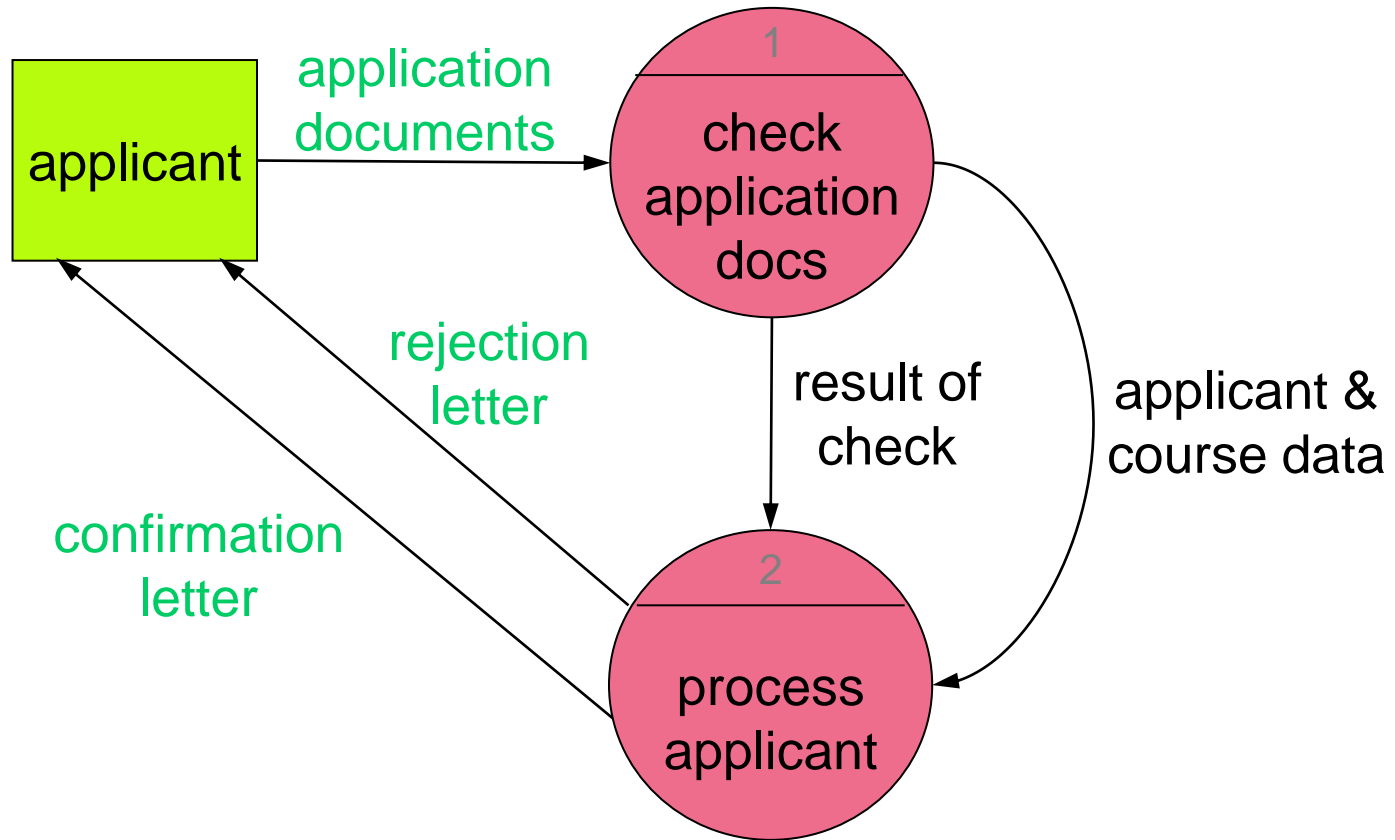 1
application
documents
applicant
check
application
docs
rejection
letter
result of
check
applicant &
course data
confirmation
letter
2
process
applicant